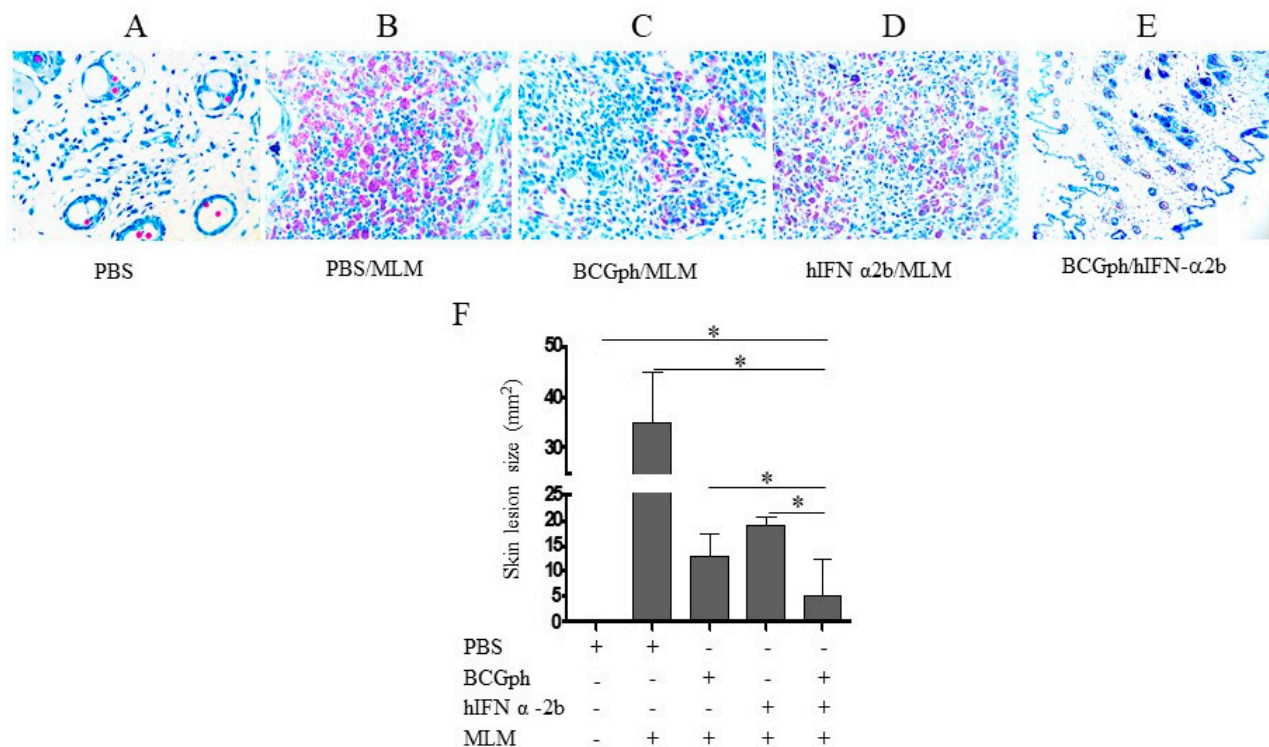 A B C D E
PBS PBS/MLM BCGph/MLM hIFN α2b/MLM BCGph/hIFN-α2b
F
Skin lesion size (mm²)
50
40
30
25
20
15
10
5
0
*
*
*
*
PBS + + - - -
BCGph - - + - +
hIFN α -2b - - - + +
MLM - + + + +